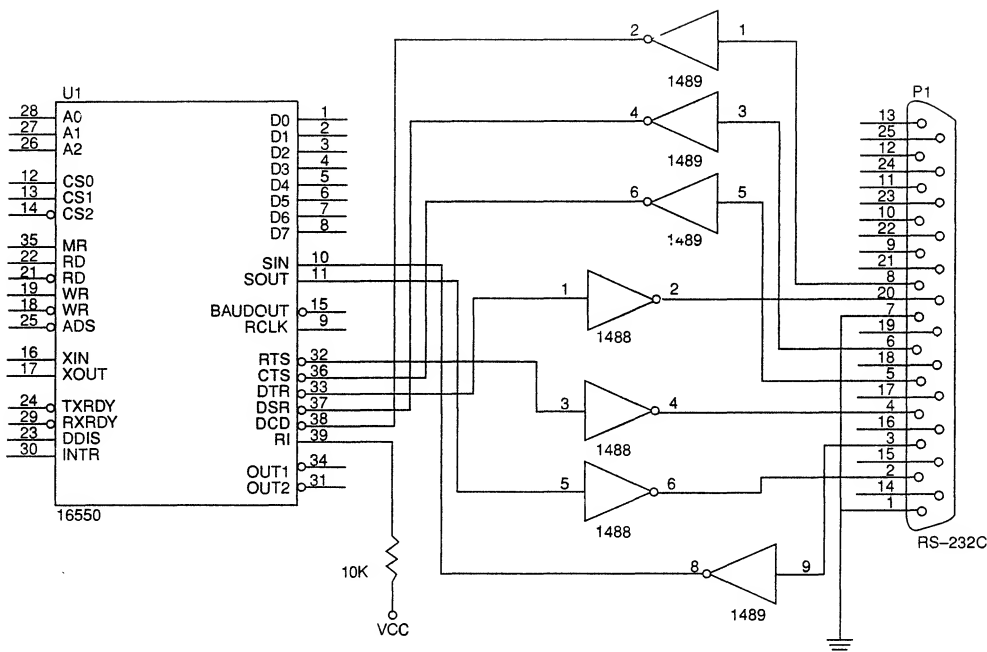 2
1
1489
U1
P1
28 A0
27 A1
26 A2
12 CS0
13 CS1
14 CS2
35 MR
22 RD
21 RD
19 WR
18 WR
25 ADS
16 XIN
17 XOUT
24 TXRDY
29 RXRDY
23 DDIS
30 INTR
D0 1
D1 2
D2 3
D3 4
D4 5
D5 6
D6 7
D7 8
SIN 10
SOUT 11
BAUDOUT 15
RCLK 9
RTS 32
CTS 36
DTR 33
DSR 37
DCD 38
RI 39
OUT1 34
OUT2 31
16550
10K
VCC
4
3
1489
6
5
1489
1
2
1488
3
4
1488
5
6
1488
8
9
1489
13
25
12
24
11
23
10
22
9
21
8
20
7
19
6
18
5
17
4
16
3
15
2
14
1
RS-232C